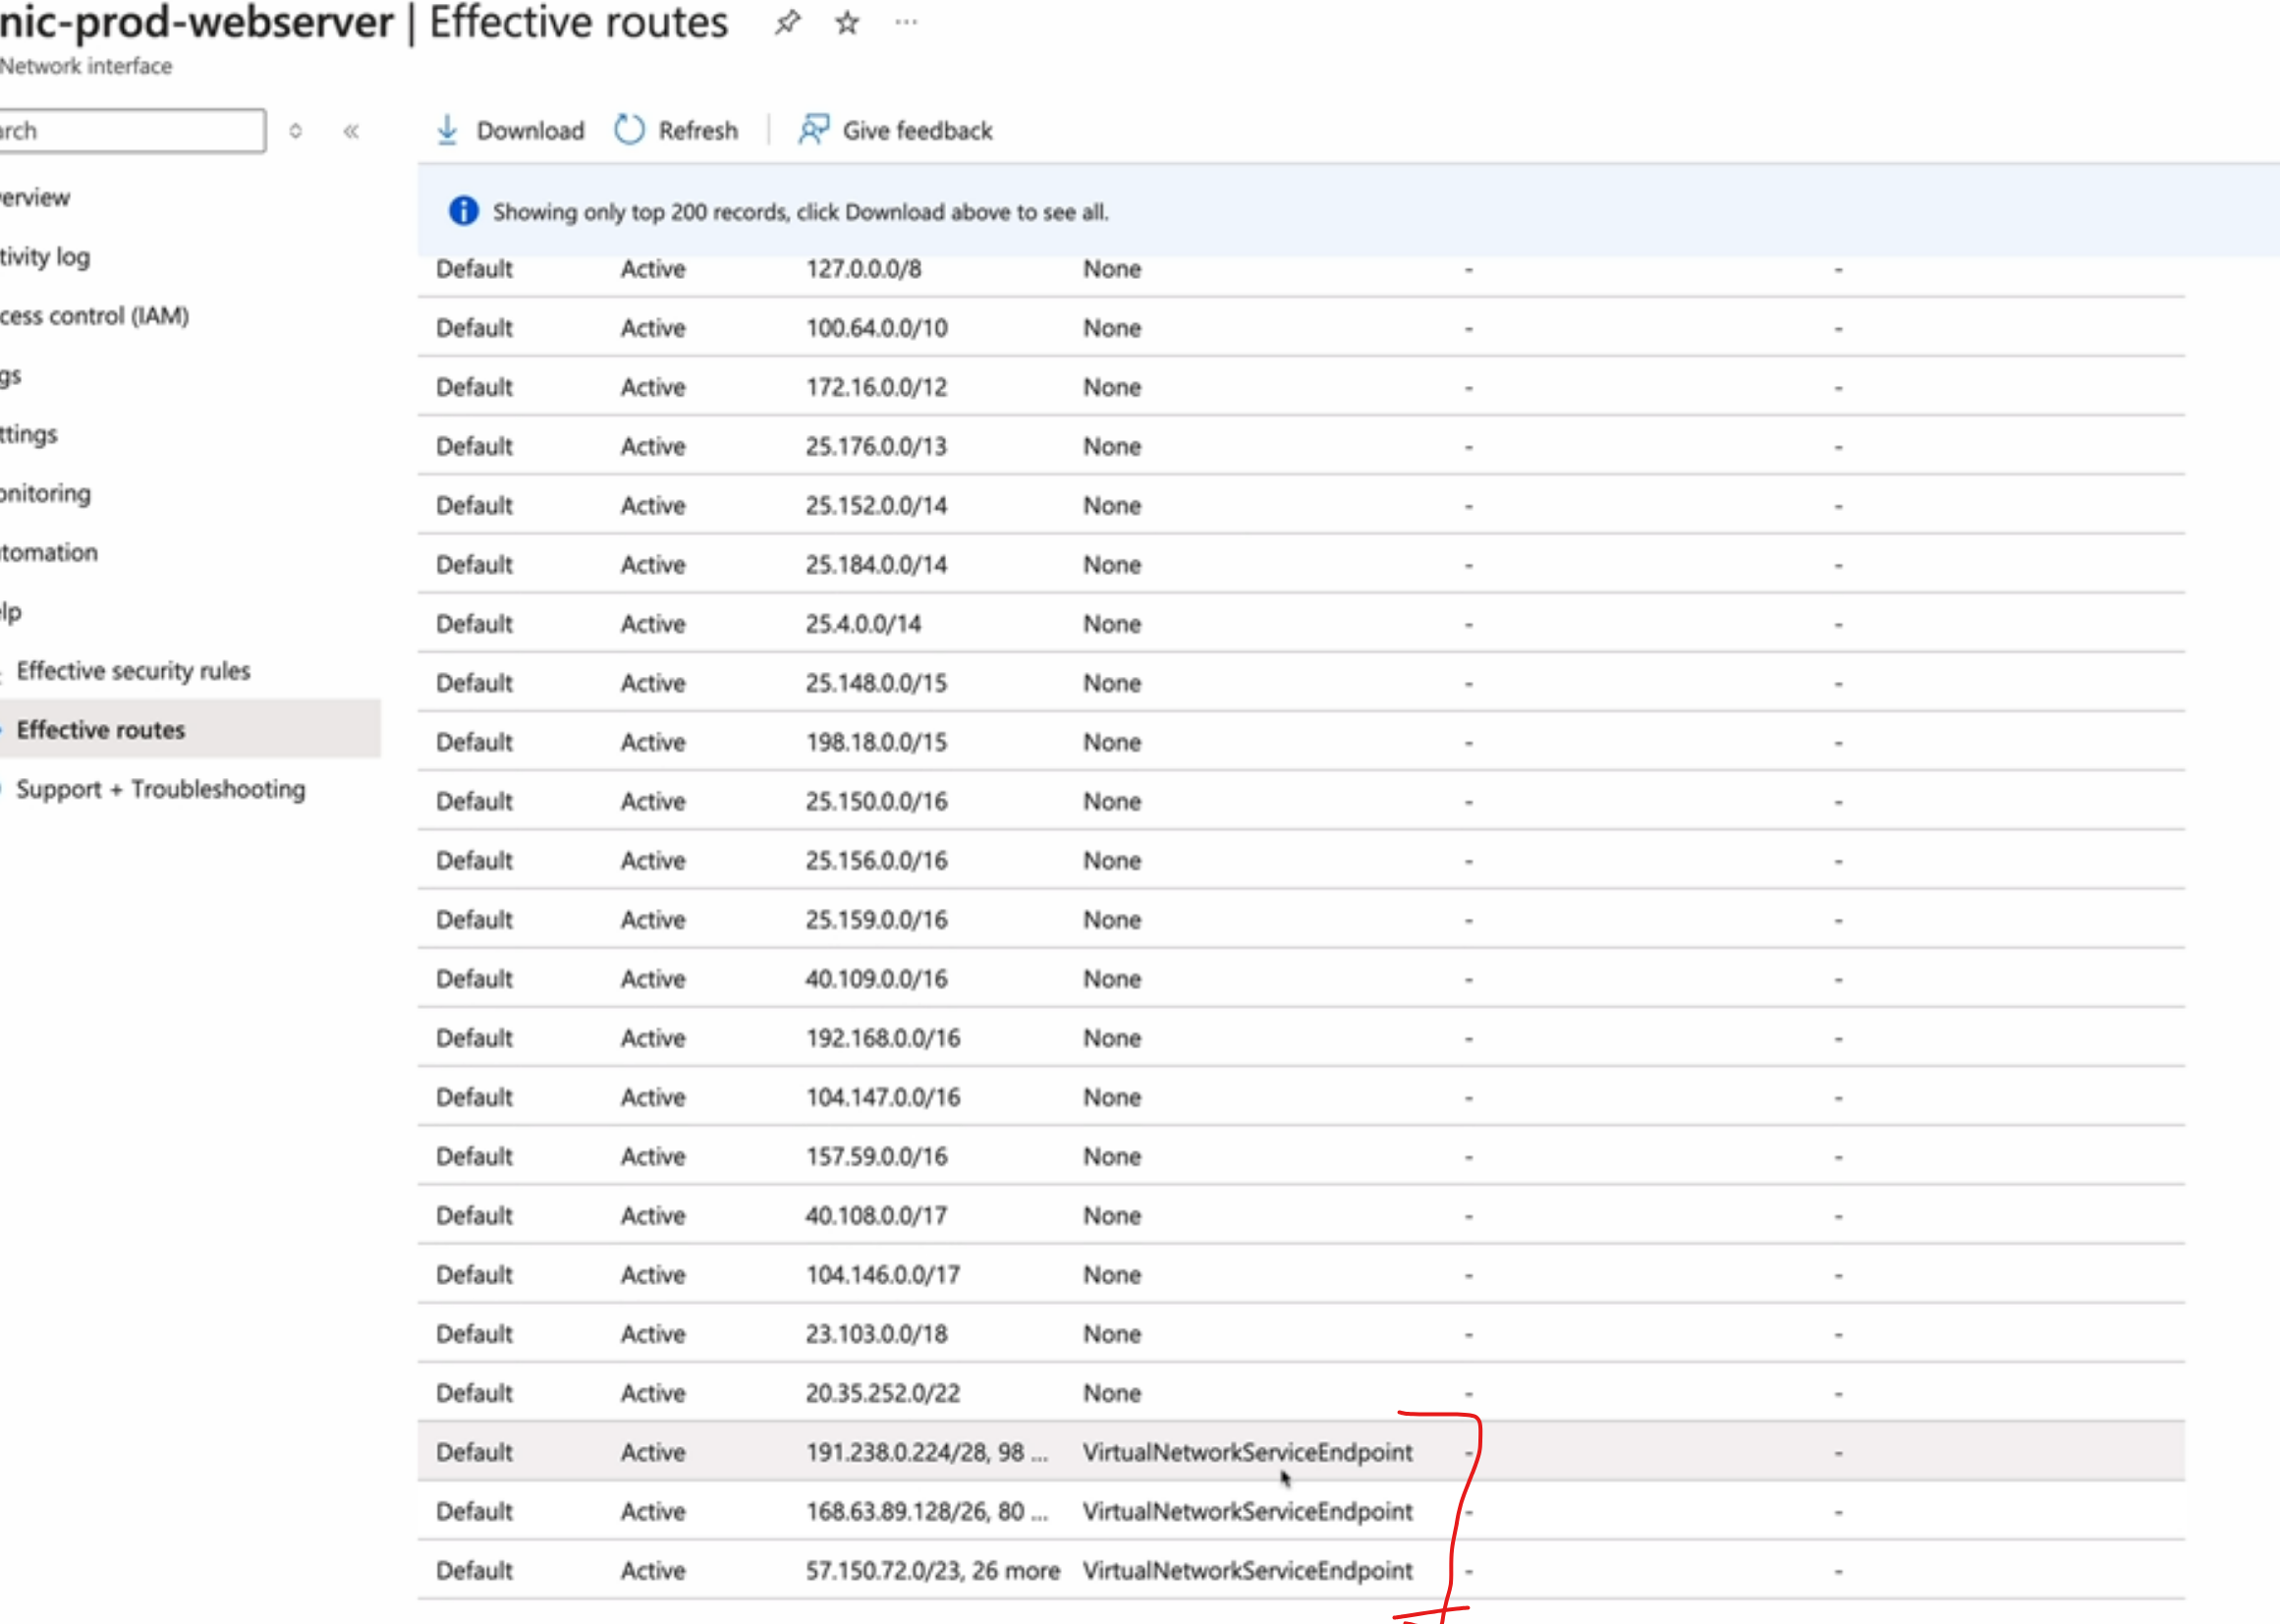 nic-prod-webserver | Effective routes ...
Network interface
arch
Download Refresh Give feedback
Showing only top 200 records, click Download above to see all.
verview
tivity log
cess control (IAM)
gs
ttings
onitoring
utomation
elp
Effective security rules
Effective routes
Support + Troubleshooting
Default Active 127.0.0.0/8 None - -
Default Active 100.64.0.0/10 None - -
Default Active 172.16.0.0/12 None - -
Default Active 25.176.0.0/13 None - -
Default Active 25.152.0.0/14 None - -
Default Active 25.184.0.0/14 None - -
Default Active 25.4.0.0/14 None - -
Default Active 25.148.0.0/15 None - -
Default Active 198.18.0.0/15 None - -
Default Active 25.150.0.0/16 None - -
Default Active 25.156.0.0/16 None - -
Default Active 25.159.0.0/16 None - -
Default Active 40.109.0.0/16 None - -
Default Active 192.168.0.0/16 None - -
Default Active 104.147.0.0/16 None - -
Default Active 157.59.0.0/16 None - -
Default Active 40.108.0.0/17 None - -
Default Active 104.146.0.0/17 None - -
Default Active 23.103.0.0/18 None - -
Default Active 20.35.252.0/22 None - -
Default Active 191.238.0.224/28, 98 ... VirtualNetworkServiceEndpoint - -
Default Active 168.63.89.128/26, 80 ... VirtualNetworkServiceEndpoint - -
Default Active 57.150.72.0/23, 26 more VirtualNetworkServiceEndpoint - -